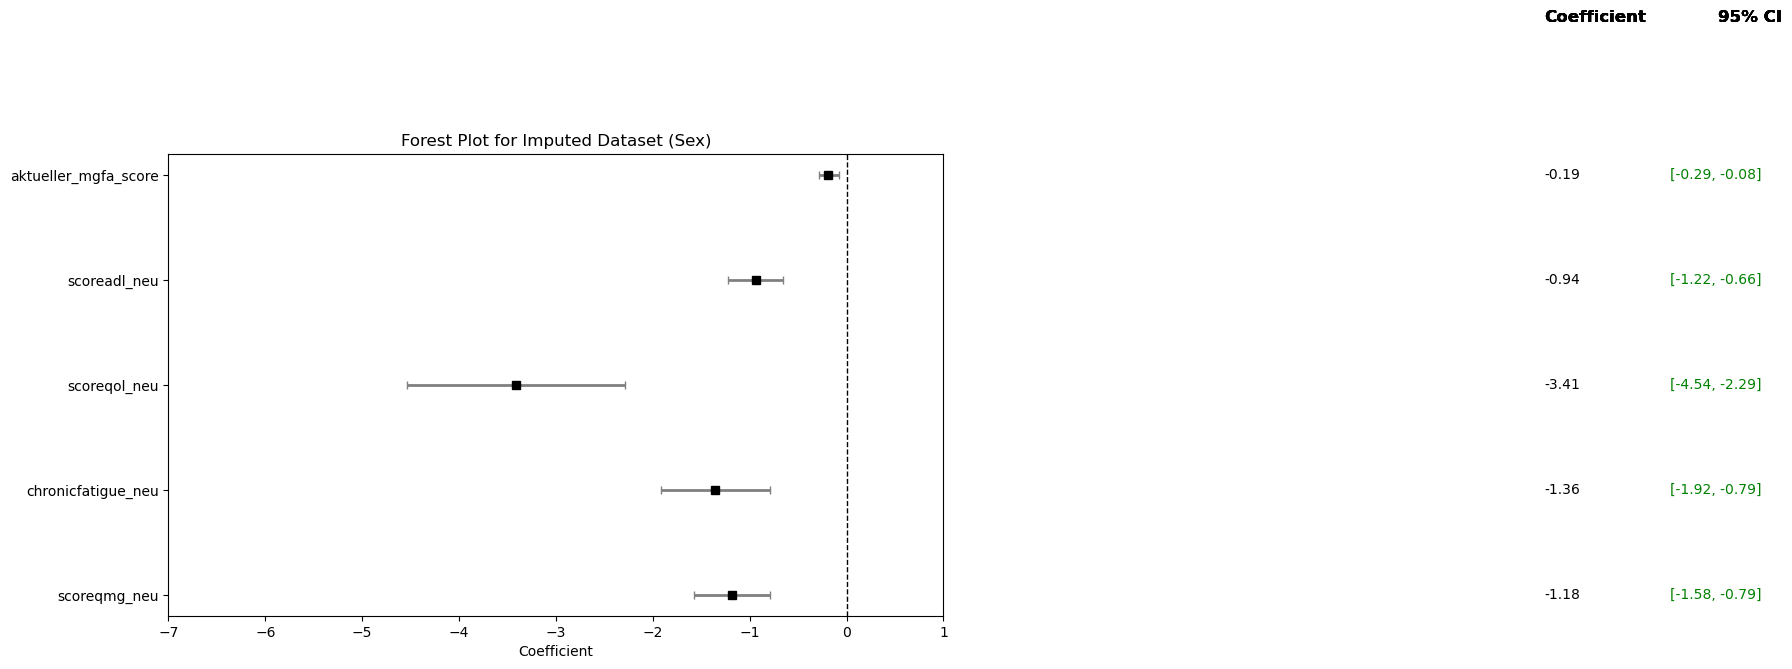 Coefficient 95% CI
Forest Plot for Imputed Dataset (Sex)
aktueller_mgfa_score -0.19 [-0.29, -0.08]
scoreadl_neu -0.94 [-1.22, -0.66]
scoreqol_neu -3.41 [-4.54, -2.29]
chronicfatigue_neu -1.36 [-1.92, -0.79]
scoreqmg_neu -1.18 [-1.58, -0.79]
−7 −6 −5 −4 −3 −2 −1 0 1
Coefficient